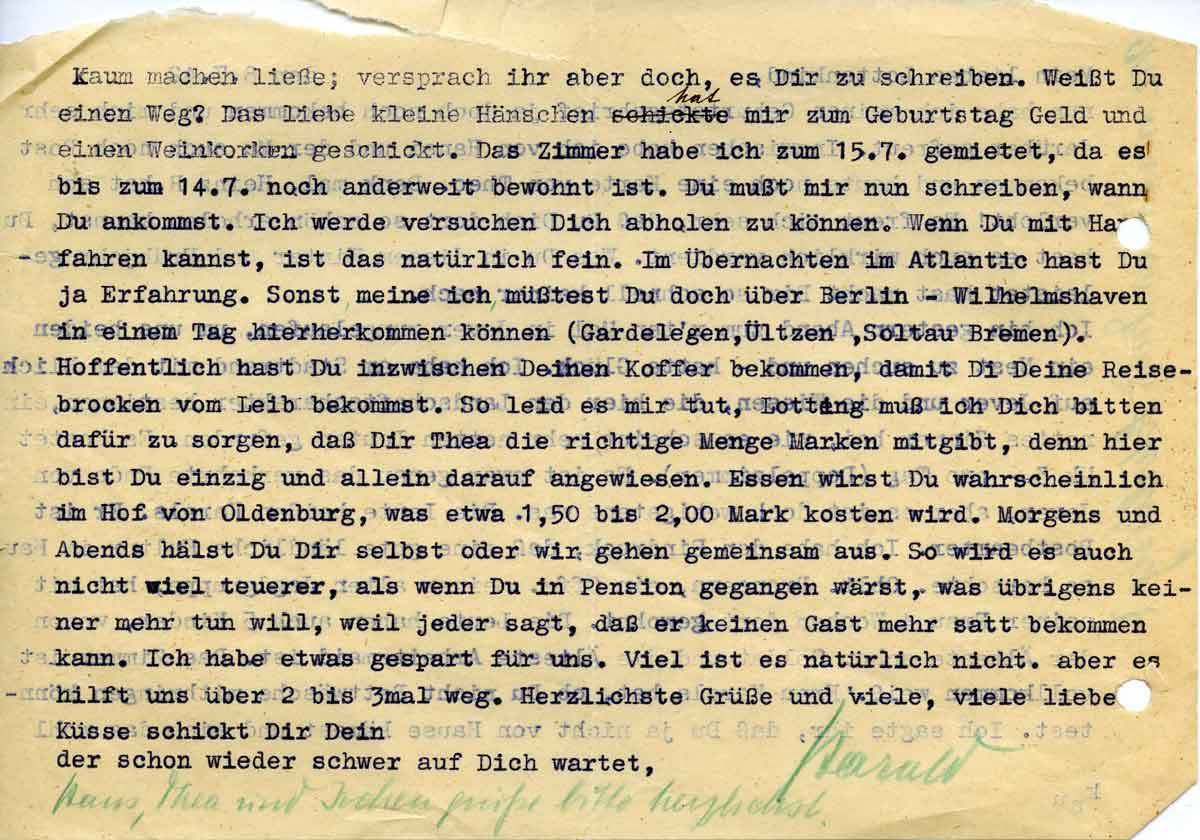 Kaum machen ließe; versprach ihr aber doch, es Dir zu schreiben. Weißt Du
hat
einen Weg? Das liebe kleine Hänschen schickte mir zum Geburtstag Geld und
einen Weinkorken geschickt. Das Zimmer habe ich zum 15.7. gemietet, da es
bis zum 14.7. noch anderweit bewohnt ist. Du mußt mir nun schreiben, wann
Du ankommst. Ich werde versuchen Dich abholen zu können. Wenn Du mit
fahren kannst, ist das natürlich fein. Im Übernachten im Atlantic hast Du
ja Erfahrung. Sonst meine ich, müßtest Du doch über Berlin - Wilhelmshaven
in einem Tag hierherkommen können (Gardelegen,Ültzen ,Soltau Bremen).
Hoffentlich hast Du inzwischen Deinen Koffer bekommen, damit Di Deine Reise-
brocken vom Leib bekommst. So leid es mir tut, Lotting muß ich Dich bitten
dafür zu sorgen, daß Dir Thea die richtige Menge Marken mitgibt, denn hier
bist Du einzig und allein darauf angewiesen. Essen wirst Du wahrscheinlich
im Hof von Oldenburg, was etwa 1,50 bis 2,00 Mark kosten wird. Morgens und
Abends hälst Du Dir selbst oder wir gehen gemeinsam aus. So wird es auch
nicht viel teuerer, als wenn Du in Pension gegangen wärst, was übrigens kei-
ner mehr tun will, weil jeder sagt, daß er keinen Gast mehr satt bekommen
kann. Ich habe etwas gespart für uns. Viel ist es natürlich nicht. aber es
hilft uns über 2 bis 3mal weg. Herzlichste Grüße und viele, viele liebe
Küsse schickt Dir Dein
der schon wieder schwer auf Dich wartet,
Harald
Hans, Thea und Jochen grüße bitte herzlichst.